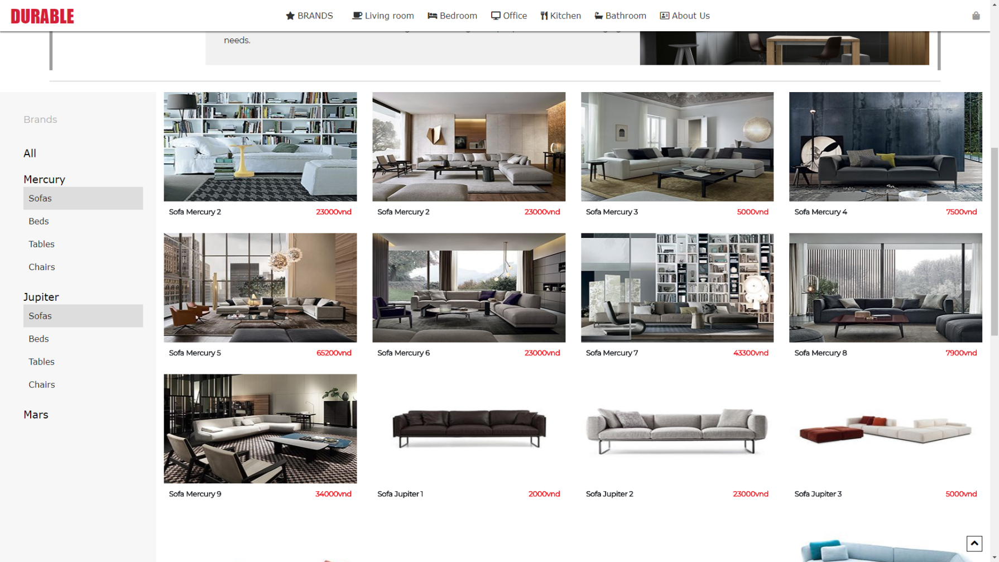 DURABLE
BRANDS
Living room
Bedroom
Office
Kitchen
Bathroom
About Us
needs.
Brands
All
Mercury
Sofas
Beds
Tables
Chairs
Jupiter
Sofas
Beds
Tables
Chairs
Mars
Sofa Mercury 2 23000vnd
Sofa Mercury 2 23000vnd
Sofa Mercury 3 5000vnd
Sofa Mercury 4 7500vnd
Sofa Mercury 5 65200vnd
Sofa Mercury 6 23000vnd
Sofa Mercury 7 43300vnd
Sofa Mercury 8 7900vnd
Sofa Mercury 9 34000vnd
Sofa Jupiter 1 2000vnd
Sofa Jupiter 2 23000vnd
Sofa Jupiter 3 5000vnd